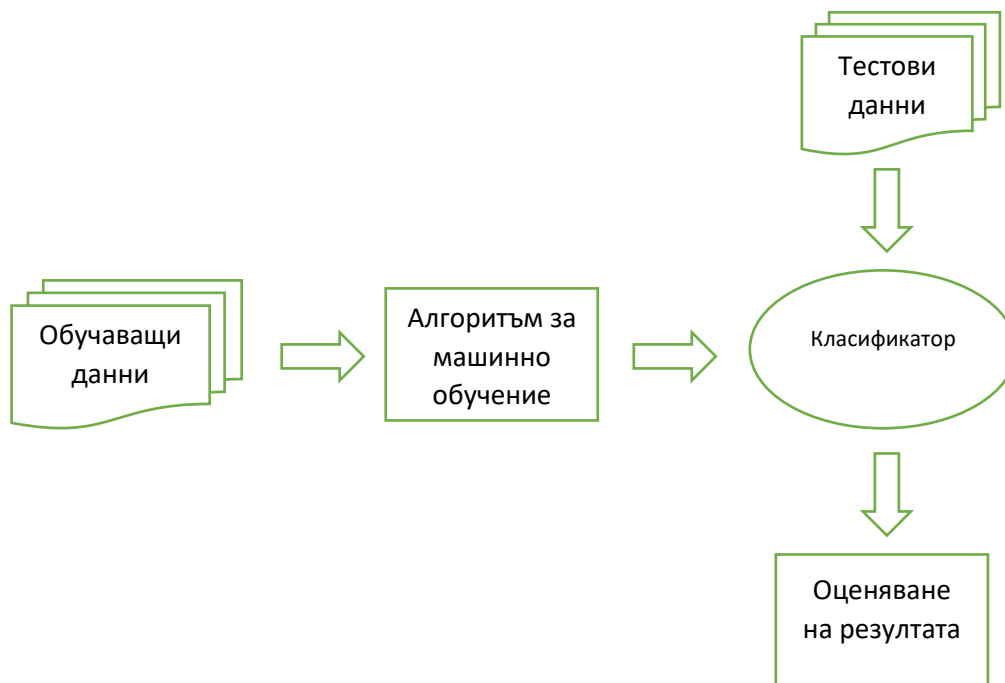 Тестови
данни
Обучаващи
данни
Алгоритъм за
машинно
обучение
Класификатор
Оценяване
на резултата